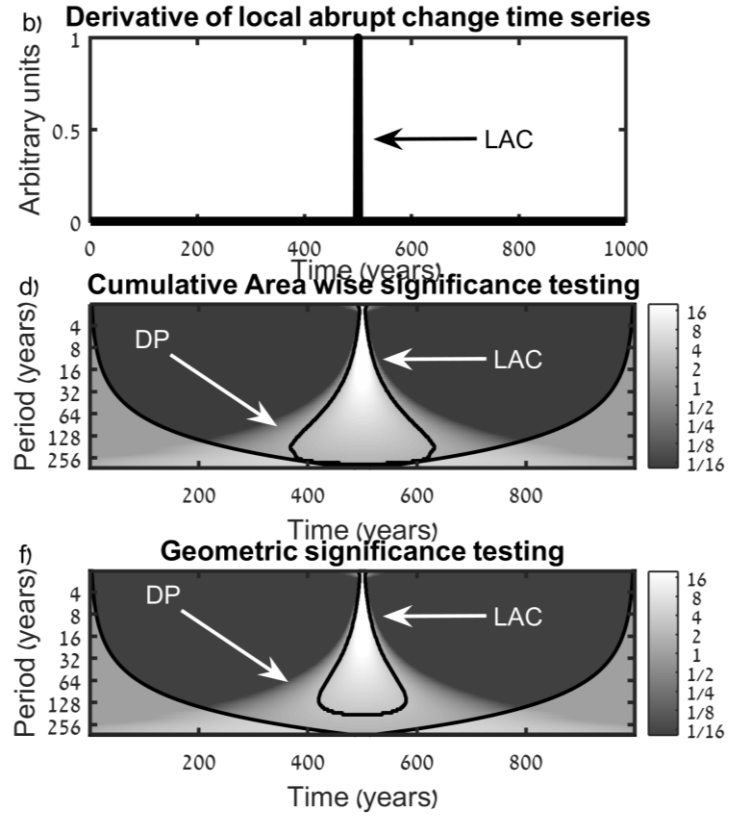 b) Derivative of local abrupt change time series
Arbitrary units
1
0.5
0
LAC
0 200 400 600 800 1000
Time (years)
d) Cumulative Area wise significance testing
Period (years)
4
8
16
32
64
128
256
DP
LAC
16
8
4
2
1
1/2
1/4
1/8
1/16
200 400 600 800
Time (years)
f) Geometric significance testing
Period (years)
4
8
16
32
64
128
256
DP
LAC
16
8
4
2
1
1/2
1/4
1/8
1/16
200 400 600 800
Time (years)